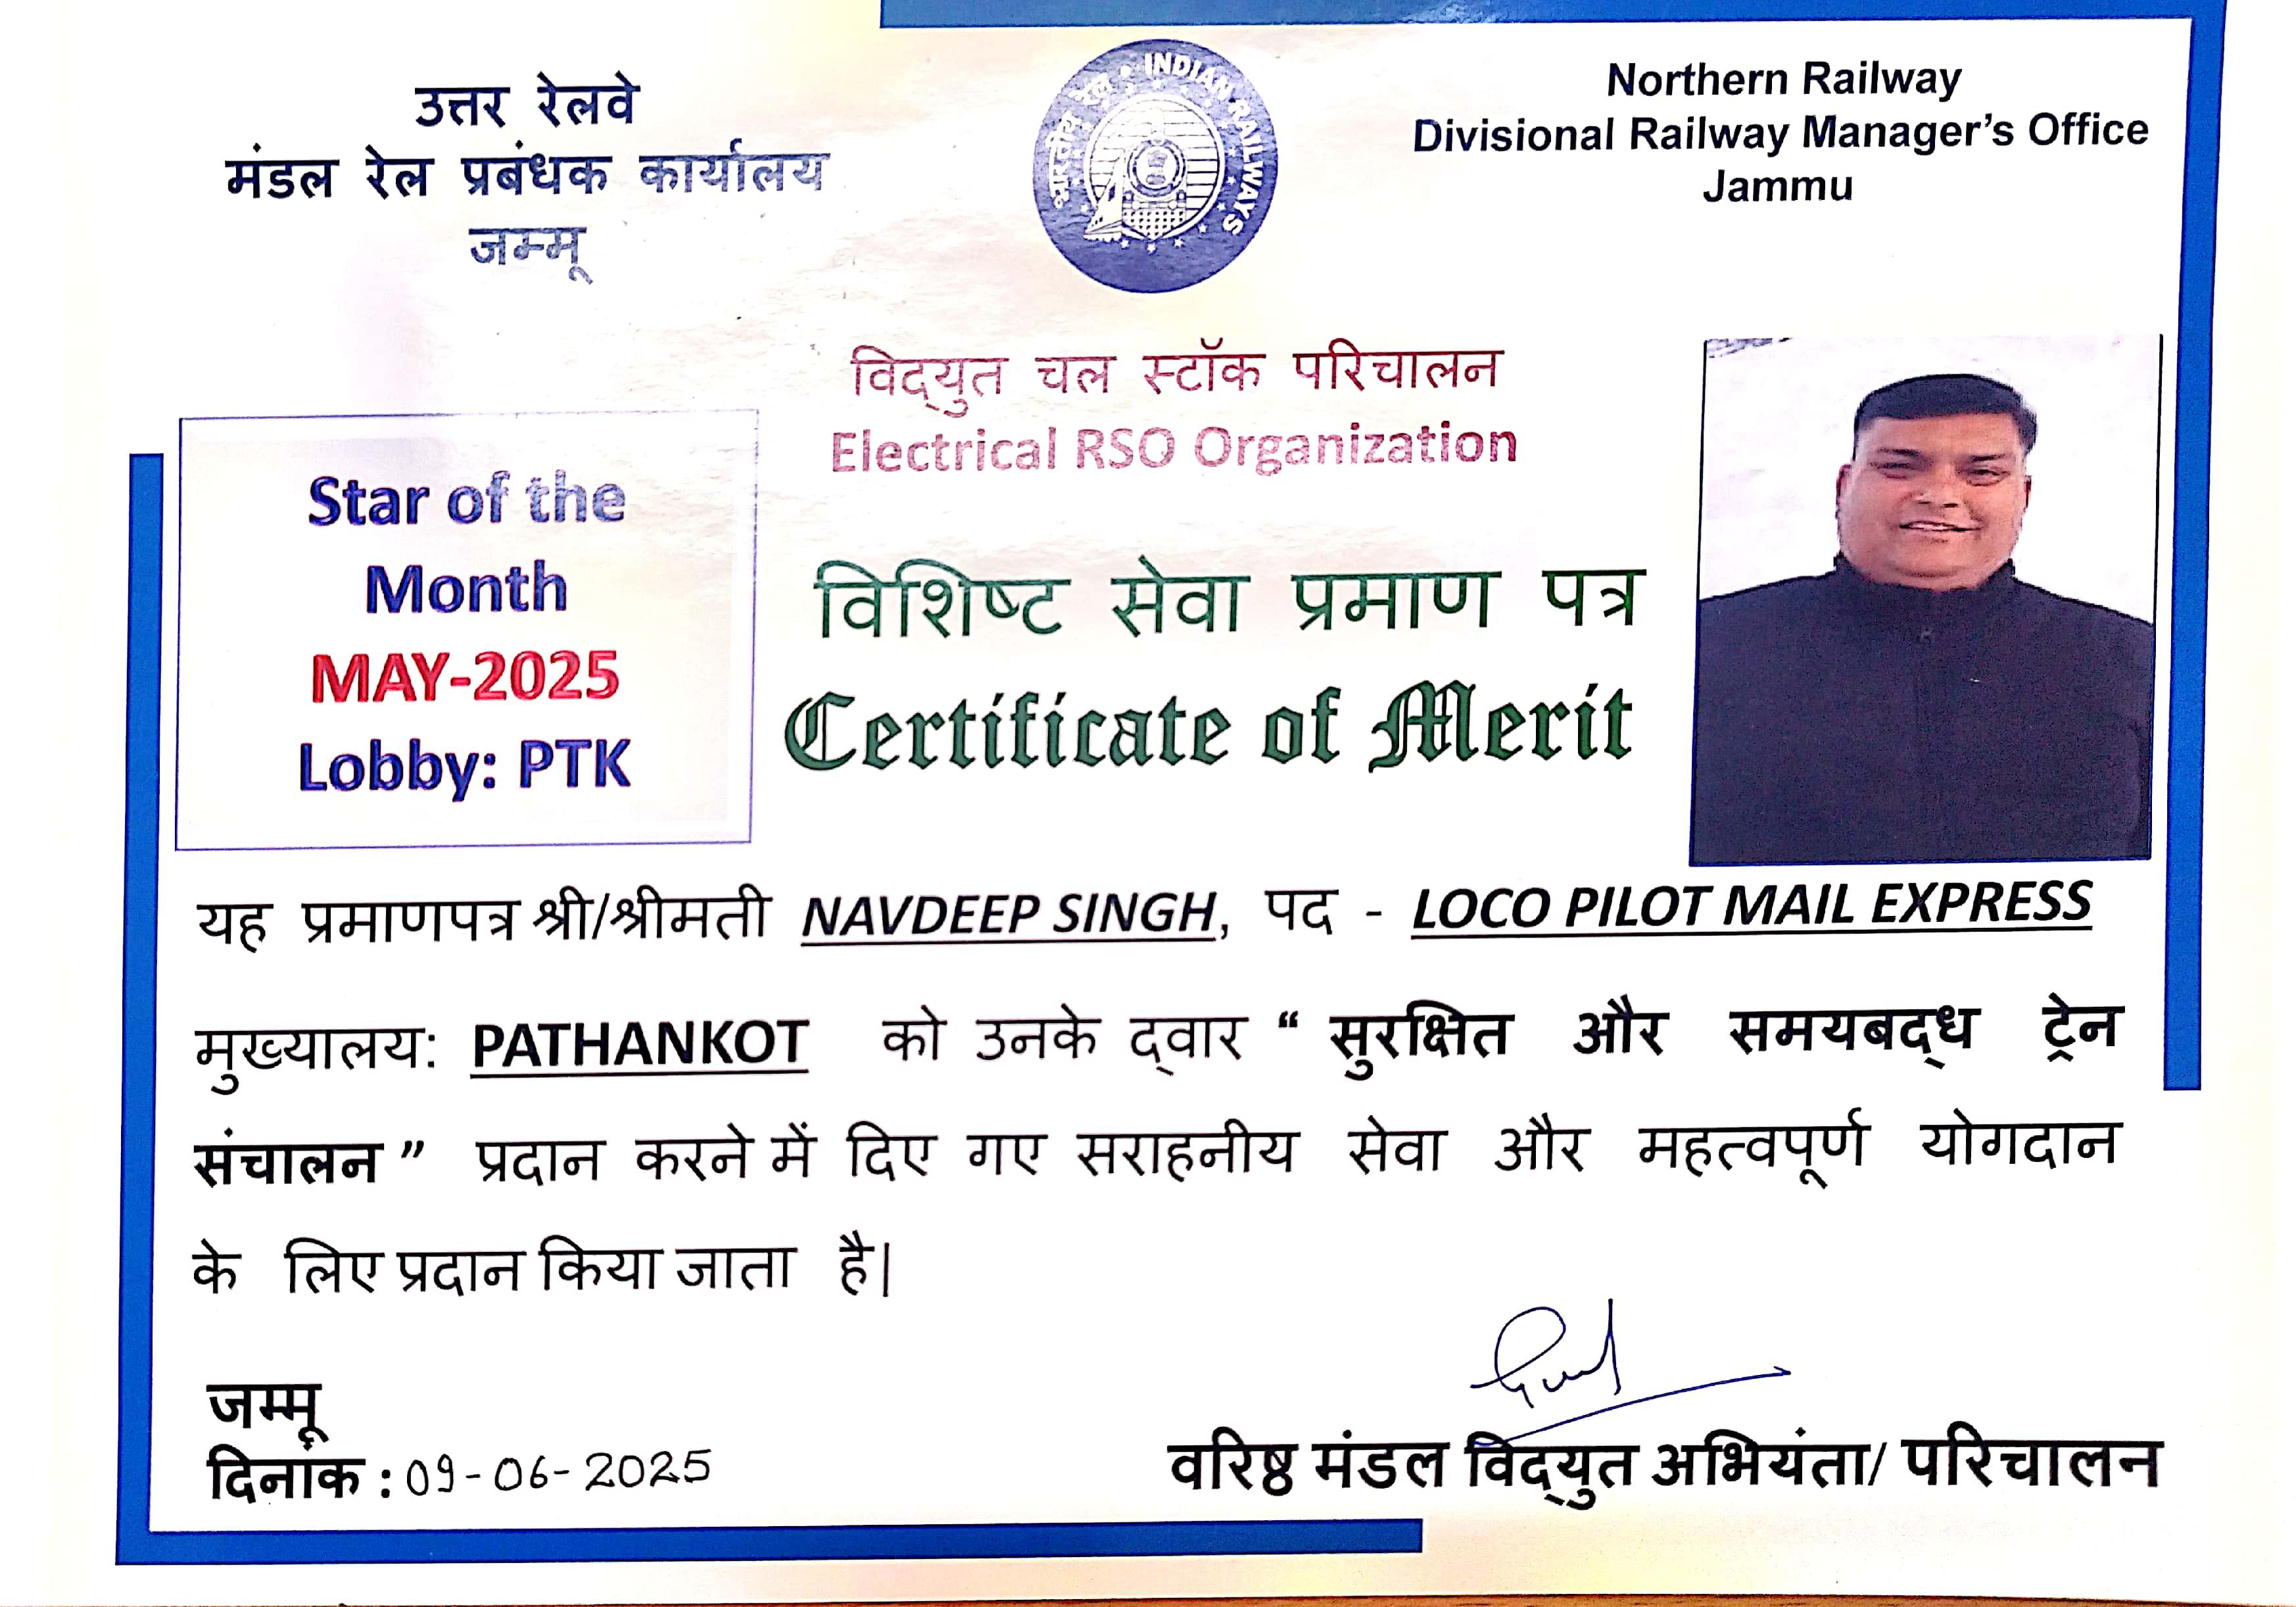 उत्तर रेलवे
मंडल रेल प्रबंधक कार्यालय
जम्मू
भारतीय रेल
INDIAN RAILWAYS
Northern Railway
Divisional Railway Manager's Office
Jammu
विद्युत चल स्टॉक परिचालन
Electrical RSO Organization
Star of the
Month
MAY-2025
Lobby: PTK
विशिष्ट सेवा प्रमाण पत्र
Certificate of Merit
यह प्रमाणपत्र श्री/श्रीमती NAVDEEP SINGH, पद - LOCO PILOT MAIL EXPRESS
मुख्यालय: PATHANKOT को उनके द्वार “ सुरक्षित और समयबद्ध ट्रेन
संचालन ” प्रदान करने में दिए गए सराहनीय सेवा और महत्वपूर्ण योगदान
के लिए प्रदान किया जाता है|
जम्मू
दिनांक : 09-06-2025
वरिष्ठ मंडल विद्युत अभियंता/ परिचालन